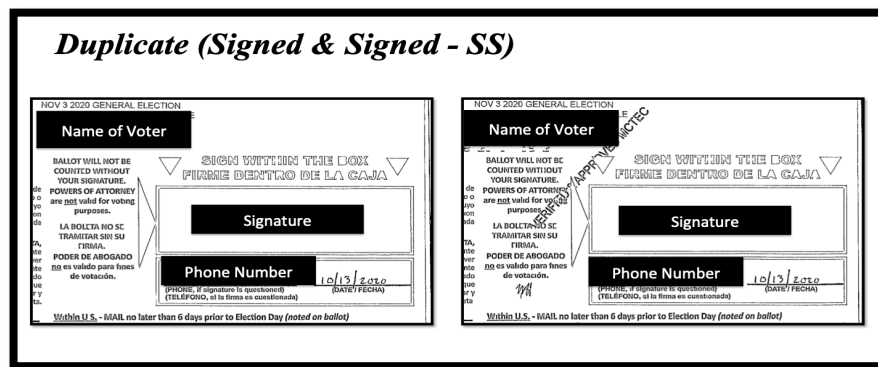 Duplicate (Signed & Signed - SS)
NOV 3 2020 GENERAL ELECTION
Name of Voter
BALLOT WILL NOT BE
COUNTED WITHOUT
YOUR SIGNATURE.
POWERS OF ATTORNEY
are not valid for voting
purposes.
LA BOLETA NO SE
TRAMITAR SIN SU
FIRMA.
PODER DE ABOGADO
no es valido para fines
de votación.
SIGN WITHIN THE BOX
FIRME DENTRO DE LA CAJA
Signature
Phone Number
10/13/2020
(PHONE, if signature is questioned)
(DATE/ FECHA)
(TELÉFONO, si la firma es cuestionada)
Within U.S. - MAIL no later than 6 days prior to Election Day (noted on ballot)
NOV 3 2020 GENERAL ELECTION
Name of Voter
VERIFIED & APPROVED MCTEC
BALLOT WILL NOT BE
COUNTED WITHOUT
YOUR SIGNATURE.
POWERS OF ATTORNEY
are not valid for voting
purposes.
LA BOLETA NO SE
TRAMITAR SIN SU
FIRMA.
PODER DE ABOGADO
no es valido para fines
de votación.
SIGN WITHIN THE BOX
FIRME DENTRO DE LA CAJA
Signature
Phone Number
10/13/2020
(PHONE, if signature is questioned)
(DATE/ FECHA)
(TELÉFONO, si la firma es cuestionada)
Within U.S. - MAIL no later than 6 days prior to Election Day (noted on ballot)